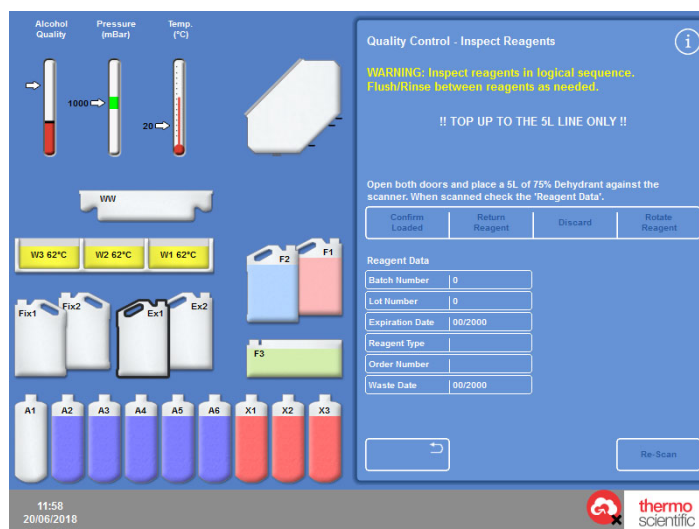 Alcohol
Quality
Pressure
(mBar)
Temp.
(°C)
1000
20
WW
W3 62°C
W2 62°C
W1 62°C
F2
F1
Fix1
Fix2
Ex1
Ex2
F3
A1
A2
A3
A4
A5
A6
X1
X2
X3
Quality Control - Inspect Reagents
i
WARNING: Inspect reagents in logical sequence.
Flush/Rinse between reagents as needed.
!! TOP UP TO THE 5L LINE ONLY !!
Open both doors and place a 5L of 75% Dehydrant against the
scanner. When scanned check the 'Reagent Data'.
Confirm
Loaded
Return
Reagent
Discard
Rotate
Reagent
Reagent Data
Batch Number 0
Lot Number 0
Expiration Date 00/2000
Reagent Type
Order Number
Waste Date 00/2000
Re-Scan
11:58
20/06/2018
thermo
scientific